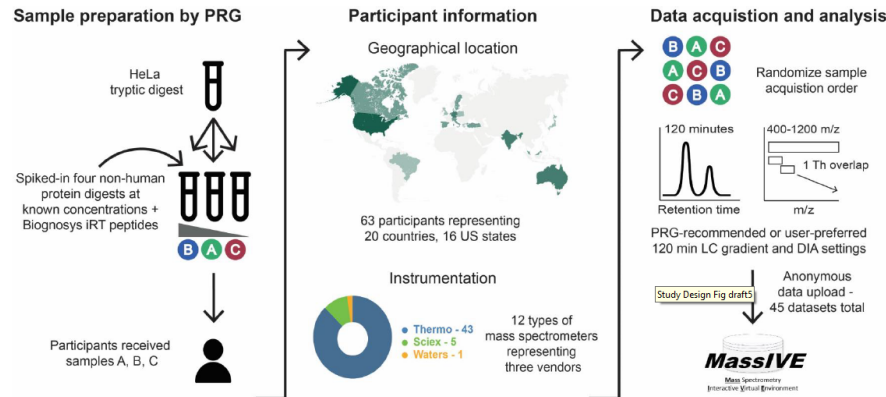 Sample preparation by PRG
HeLa
tryptic digest
Spiked-in four non-human
protein digests at
known concentrations +
Biognosys iRT peptides
B A C
Participants received
samples A, B, C
Participant information
Geographical location
63 participants representing
20 countries, 16 US states
Instrumentation
Thermo - 43
Sciex - 5
Waters - 1
12 types of
mass spectrometers
representing
three vendors
Data acquistion and analysis
B A C
A C B
C B A
Randomize sample
acquistion order
120 minutes
Retention time
400-1200 m/z
1 Th overlap
m/z
PRG-recommended or user-preferred
120 min LC gradient and DIA settings
Study Design Fig draft5
Anonymous
data upload -
45 datasets total
MassIVE
Mass Spectrometry
Interactive Virtual Environment